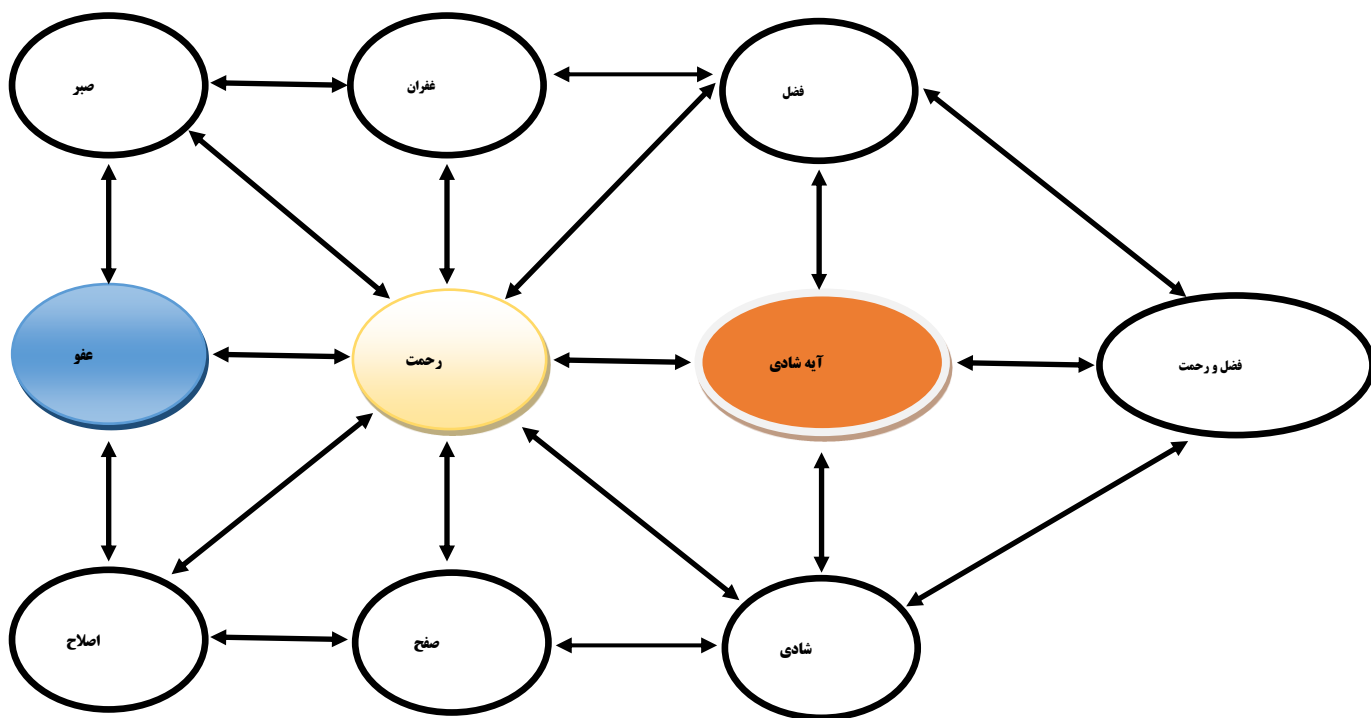 فضل
غفران
صبر
فضل و رحمت
آیه شادی
رحمت
عفو
شادی
صفح
اصلاح